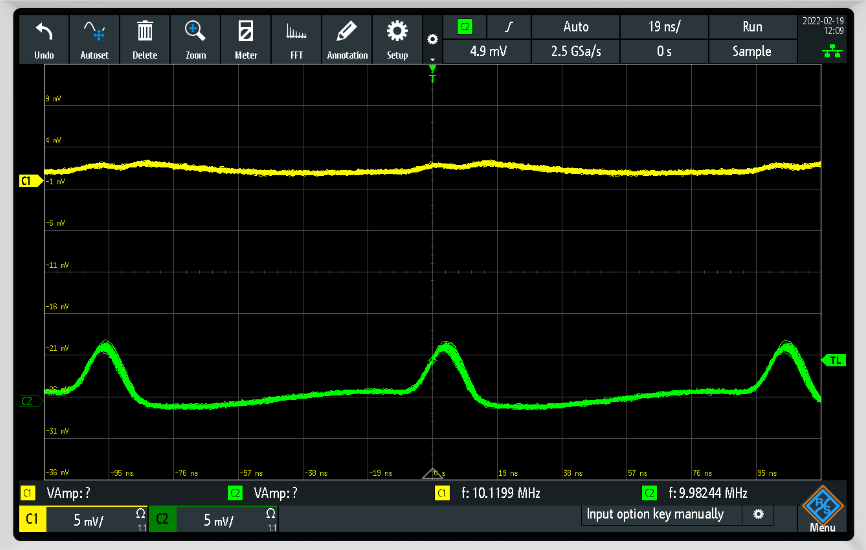 C2
Auto
19 ns/
Run
2022-02-19
12:09
Undo
Autoset
Delete
Zoom
Meter
FFT
Annotation
Setup
4.9 mV
2.5 GSa/s
0 s
Sample
T
9 mV
4 mV
C1
-1 mV
-6 mV
-11 mV
-16 mV
-21 mV
TL
C2
-31 mV
-36 mV
-95 ns
-76 ns
-57 ns
-38 ns
-19 ns
0 s
19 ns
38 ns
57 ns
76 ns
95 ns
C1 VAmp: ?
C2 VAmp: ?
C1 f: 10.1199 MHz
C2 f: 9.98244 MHz
C1 5 mV/ Ω 1:1
C2 5 mV/ Ω 1:1
Input option key manually
R S
Menu